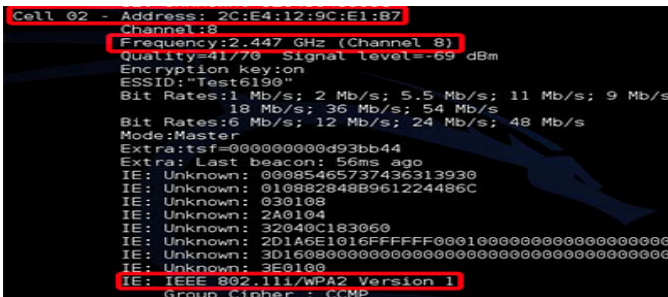 Cell 02 - Address: 2C:E4:12:9C:E1:B7
Channel:8
Frequency:2.447 GHz (Channel 8)
Quality=41/70 Signal level=-69 dBm
Encryption key:on
ESSID:"Test6190"
Bit Rates:1 Mb/s; 2 Mb/s; 5.5 Mb/s; 11 Mb/s; 9 Mb/s
18 Mb/s; 36 Mb/s; 54 Mb/s
Bit Rates:6 Mb/s; 12 Mb/s; 24 Mb/s; 48 Mb/s
Mode:Master
Extra:tsf=000000000d93bb44
Extra: Last beacon: 56ms ago
IE: Unknown: 000854657374363139​30
IE: Unknown: 010882848B961224486C
IE: Unknown: 030108
IE: Unknown: 2A0104
IE: Unknown: 32040C183060
IE: Unknown:
IE: Unknown:
IE: Unknown: 3E0100
IE: IEEE 802.11i/WPA2 Version 1
Group Cipher : CCMP